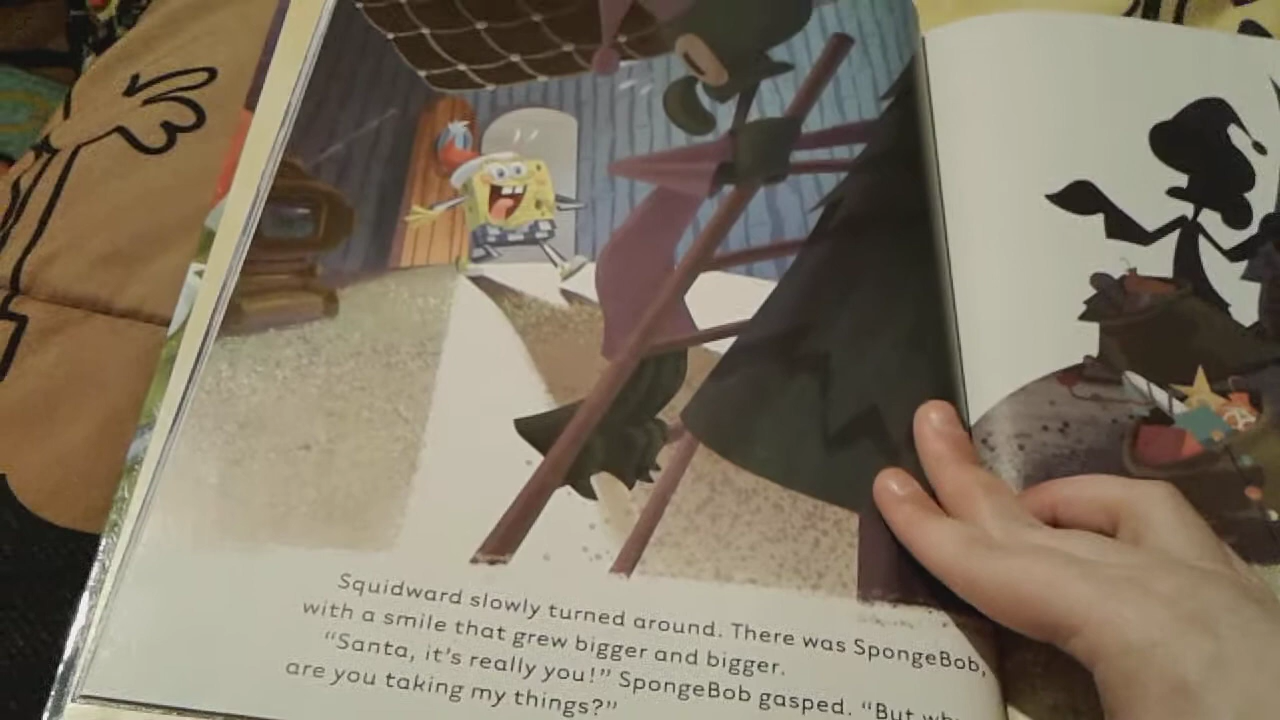 Squidward slowly turned around. There was SpongeBob,
with a smile that grew bigger and bigger.
“Santa, it’s really you!” SpongeBob gasped. “But
are you taking my things?”